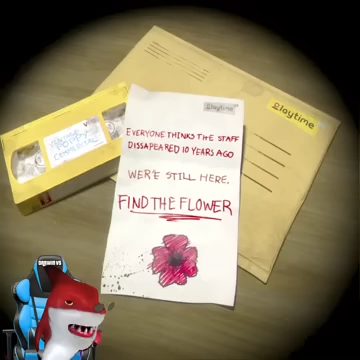 Playtime
Playtime
EVERYONE THINKS THE STAFF
DISSAPEARED 10 YEARS AGO
WE'RE STILL HERE.
FIND THE FLOWER